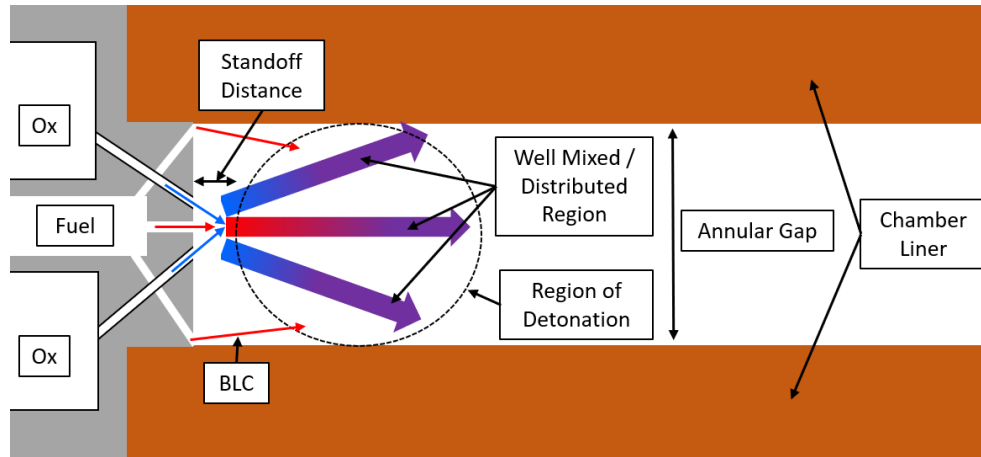 Ox
Fuel
Ox
Standoff
Distance
BLC
Well Mixed /
Distributed
Region
Region of
Detonation
Annular Gap
Chamber
Liner